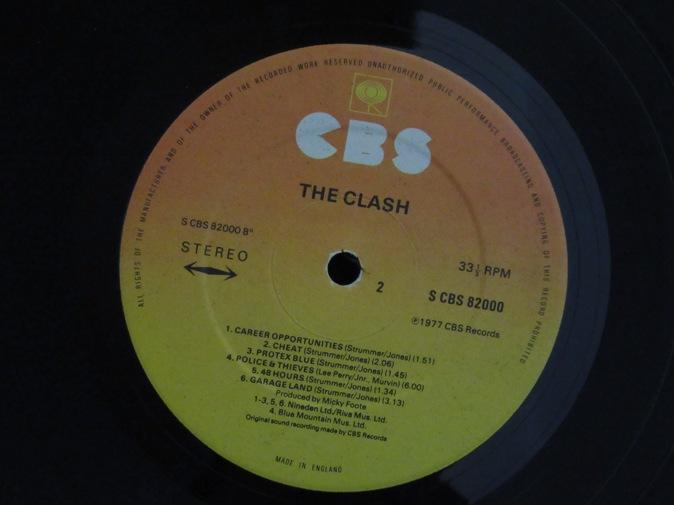 ALL RIGHTS OF THE MANUFACTURER AND OF THE OWNER OF THE RECORDED WORK RESERVED UNAUTHORIZED PUBLIC PERFORMANCE BROADCASTING AND COPYING OF THIS RECORD PROHIBITED
CBS
THE CLASH
S CBS 82000 B
STEREO
33⅓ RPM
2
S CBS 82000
℗1977 CBS Records
1. CAREER OPPORTUNITIES (Strummer/Jones) (1.51)
2. CHEAT (Strummer/Jones) (2.06)
3. PROTEX BLUE (Strummer/Jones) (1.45)
4. POLICE & THIEVES (Lee Perry/Jnr., Murvin) (6.00)
5. 48 HOURS (Strummer/Jones) (1.34)
6. GARAGE LAND (Strummer/Jones) (3.13)
Produced by Micky Foote
1-3, 5, 6. Nineden Ltd./Riva Mus. Ltd.
4. Blue Mountain Mus. Ltd.
Original sound recording made by CBS Records
MADE IN ENGLAND